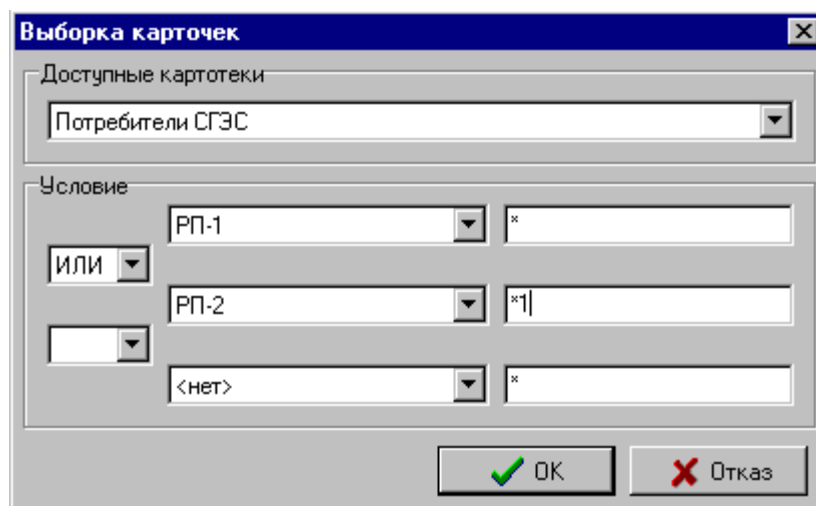 Выборка карточек
Доступные картотеки
Потребители СГЭС
Условие
РП-1 *
ИЛИ
РП-2 *1
<нет> *
OK Отказ